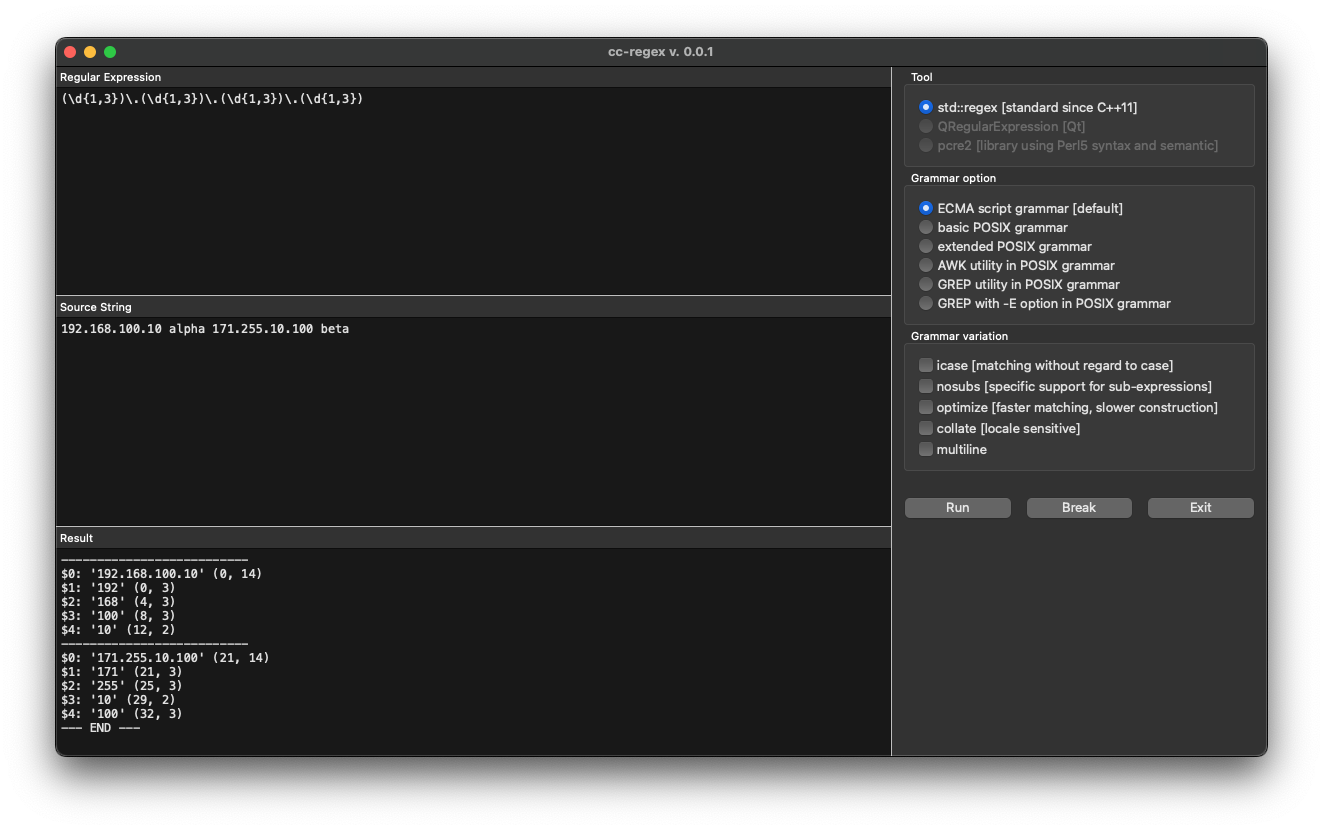 cc-regex v. 0.0.1
Regular Expression
(\d{1,3})\.(\d{1,3})\.(\d{1,3})\.(\d{1,3})
Source String
192.168.100.10 alpha 171.255.10.100 beta
Result
--------------------------
$0: '192.168.100.10' (0, 14)
$1: '192' (0, 3)
$2: '168' (4, 3)
$3: '100' (8, 3)
$4: '10' (12, 2)
--------------------------
$0: '171.255.10.100' (21, 14)
$1: '171' (21, 3)
$2: '255' (25, 3)
$3: '10' (29, 2)
$4: '100' (32, 3)
--- END ---
Tool
std::regex [standard since C++11]
QRegularExpression [Qt]
pcre2 [library using Perl5 syntax and semantic]
Grammar option
ECMA script grammar [default]
basic POSIX grammar
extended POSIX grammar
AWK utility in POSIX grammar
GREP utility in POSIX grammar
GREP with -E option in POSIX grammar
Grammar variation
icase [matching without regard to case]
nosubs [specific support for sub-expressions]
optimize [faster matching, slower construction]
collate [locale sensitive]
multiline
Run
Break
Exit